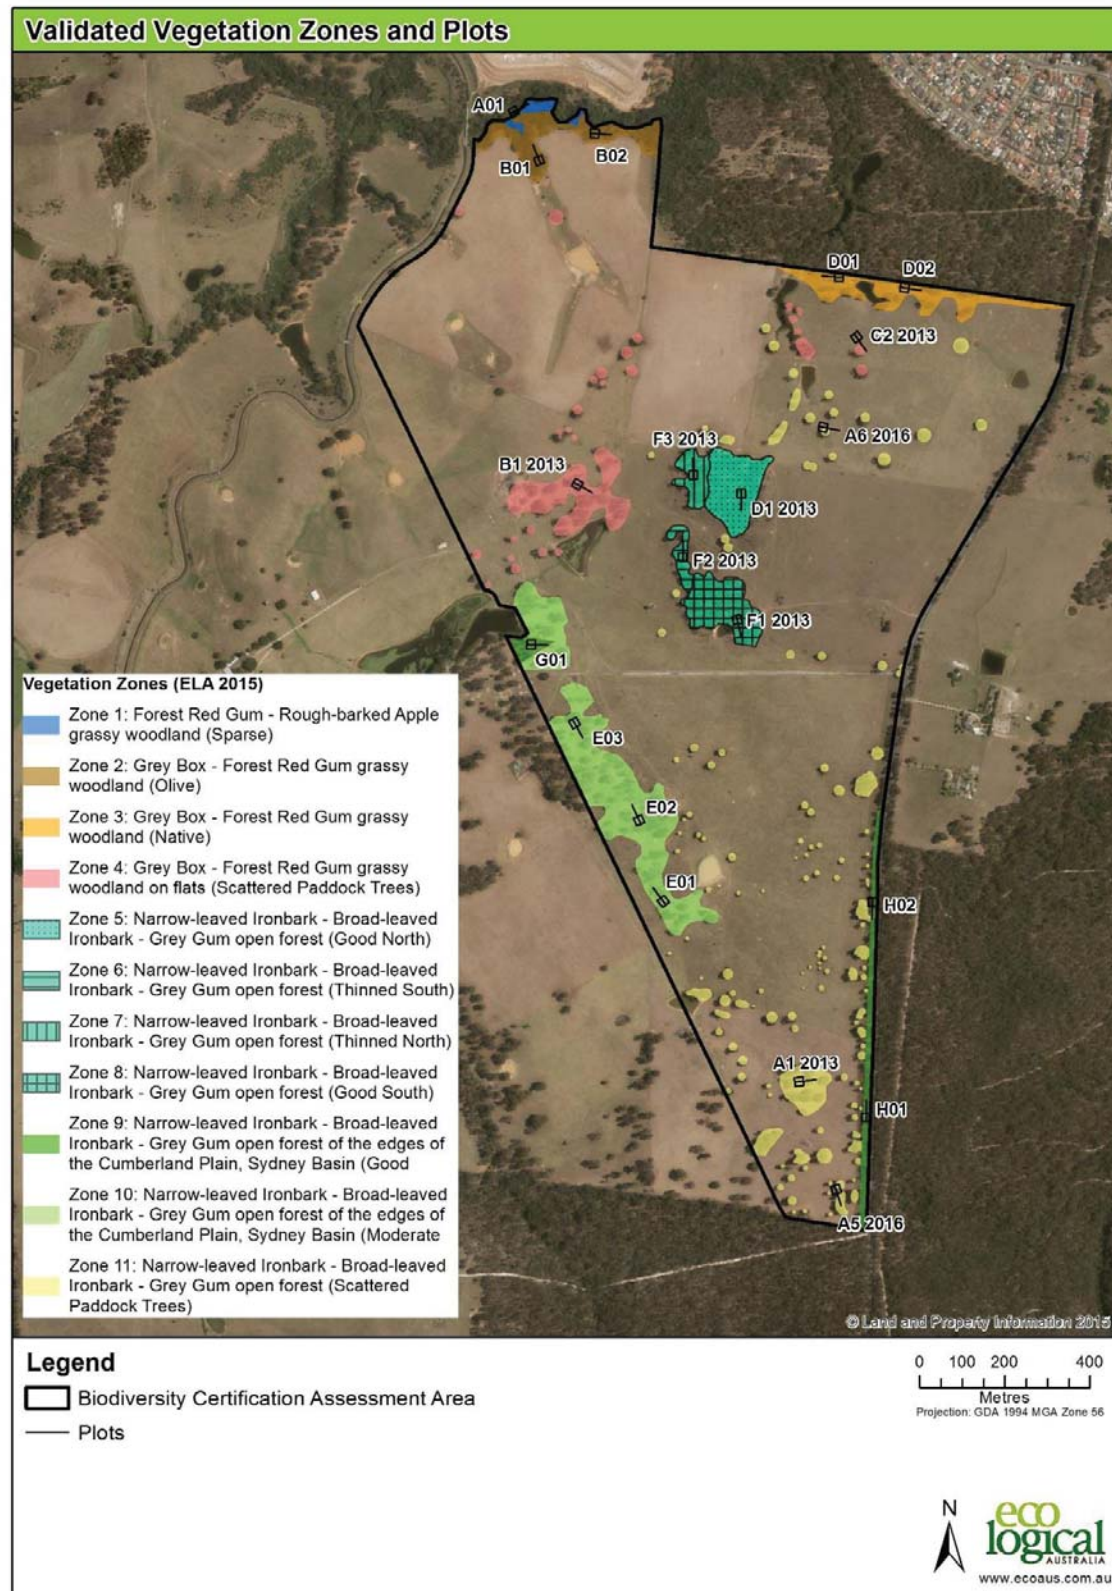 Validated Vegetation Zones and Plots
A01
B01
B02
D01
D02
C2 2013
A6 2016
F3 2013
B1 2013
D1 2013
F2 2013
F1 2013
G01
E03
E02
E01
H02
A1 2013
H01
A5 2016
Vegetation Zones (ELA 2015)
Zone 1: Forest Red Gum - Rough-barked Apple
grassy woodland (Sparse)
Zone 2: Grey Box - Forest Red Gum grassy
woodland (Olive)
Zone 3: Grey Box - Forest Red Gum grassy
woodland (Native)
Zone 4: Grey Box - Forest Red Gum grassy
woodland on flats (Scattered Paddock Trees)
Zone 5: Narrow-leaved Ironbark - Broad-leaved
Ironbark - Grey Gum open forest (Good North)
Zone 6: Narrow-leaved Ironbark - Broad-leaved
Ironbark - Grey Gum open forest (Thinned South)
Zone 7: Narrow-leaved Ironbark - Broad-leaved
Ironbark - Grey Gum open forest (Thinned North)
Zone 8: Narrow-leaved Ironbark - Broad-leaved
Ironbark - Grey Gum open forest (Good South)
Zone 9: Narrow-leaved Ironbark - Broad-leaved
Ironbark - Grey Gum open forest of the edges of
the Cumberland Plain, Sydney Basin (Good
Zone 10: Narrow-leaved Ironbark - Broad-leaved
Ironbark - Grey Gum open forest of the edges of
the Cumberland Plain, Sydney Basin (Moderate
Zone 11: Narrow-leaved Ironbark - Broad-leaved
Ironbark - Grey Gum open forest (Scattered
Paddock Trees)
© Land and Property Information 2015
Legend
Biodiversity Certification Assessment Area
Plots
0 100 200 400
Metres
Projection: GDA 1994 MGA Zone 56
N
eco
logical
AUSTRALIA
www.ecoaus.com.au